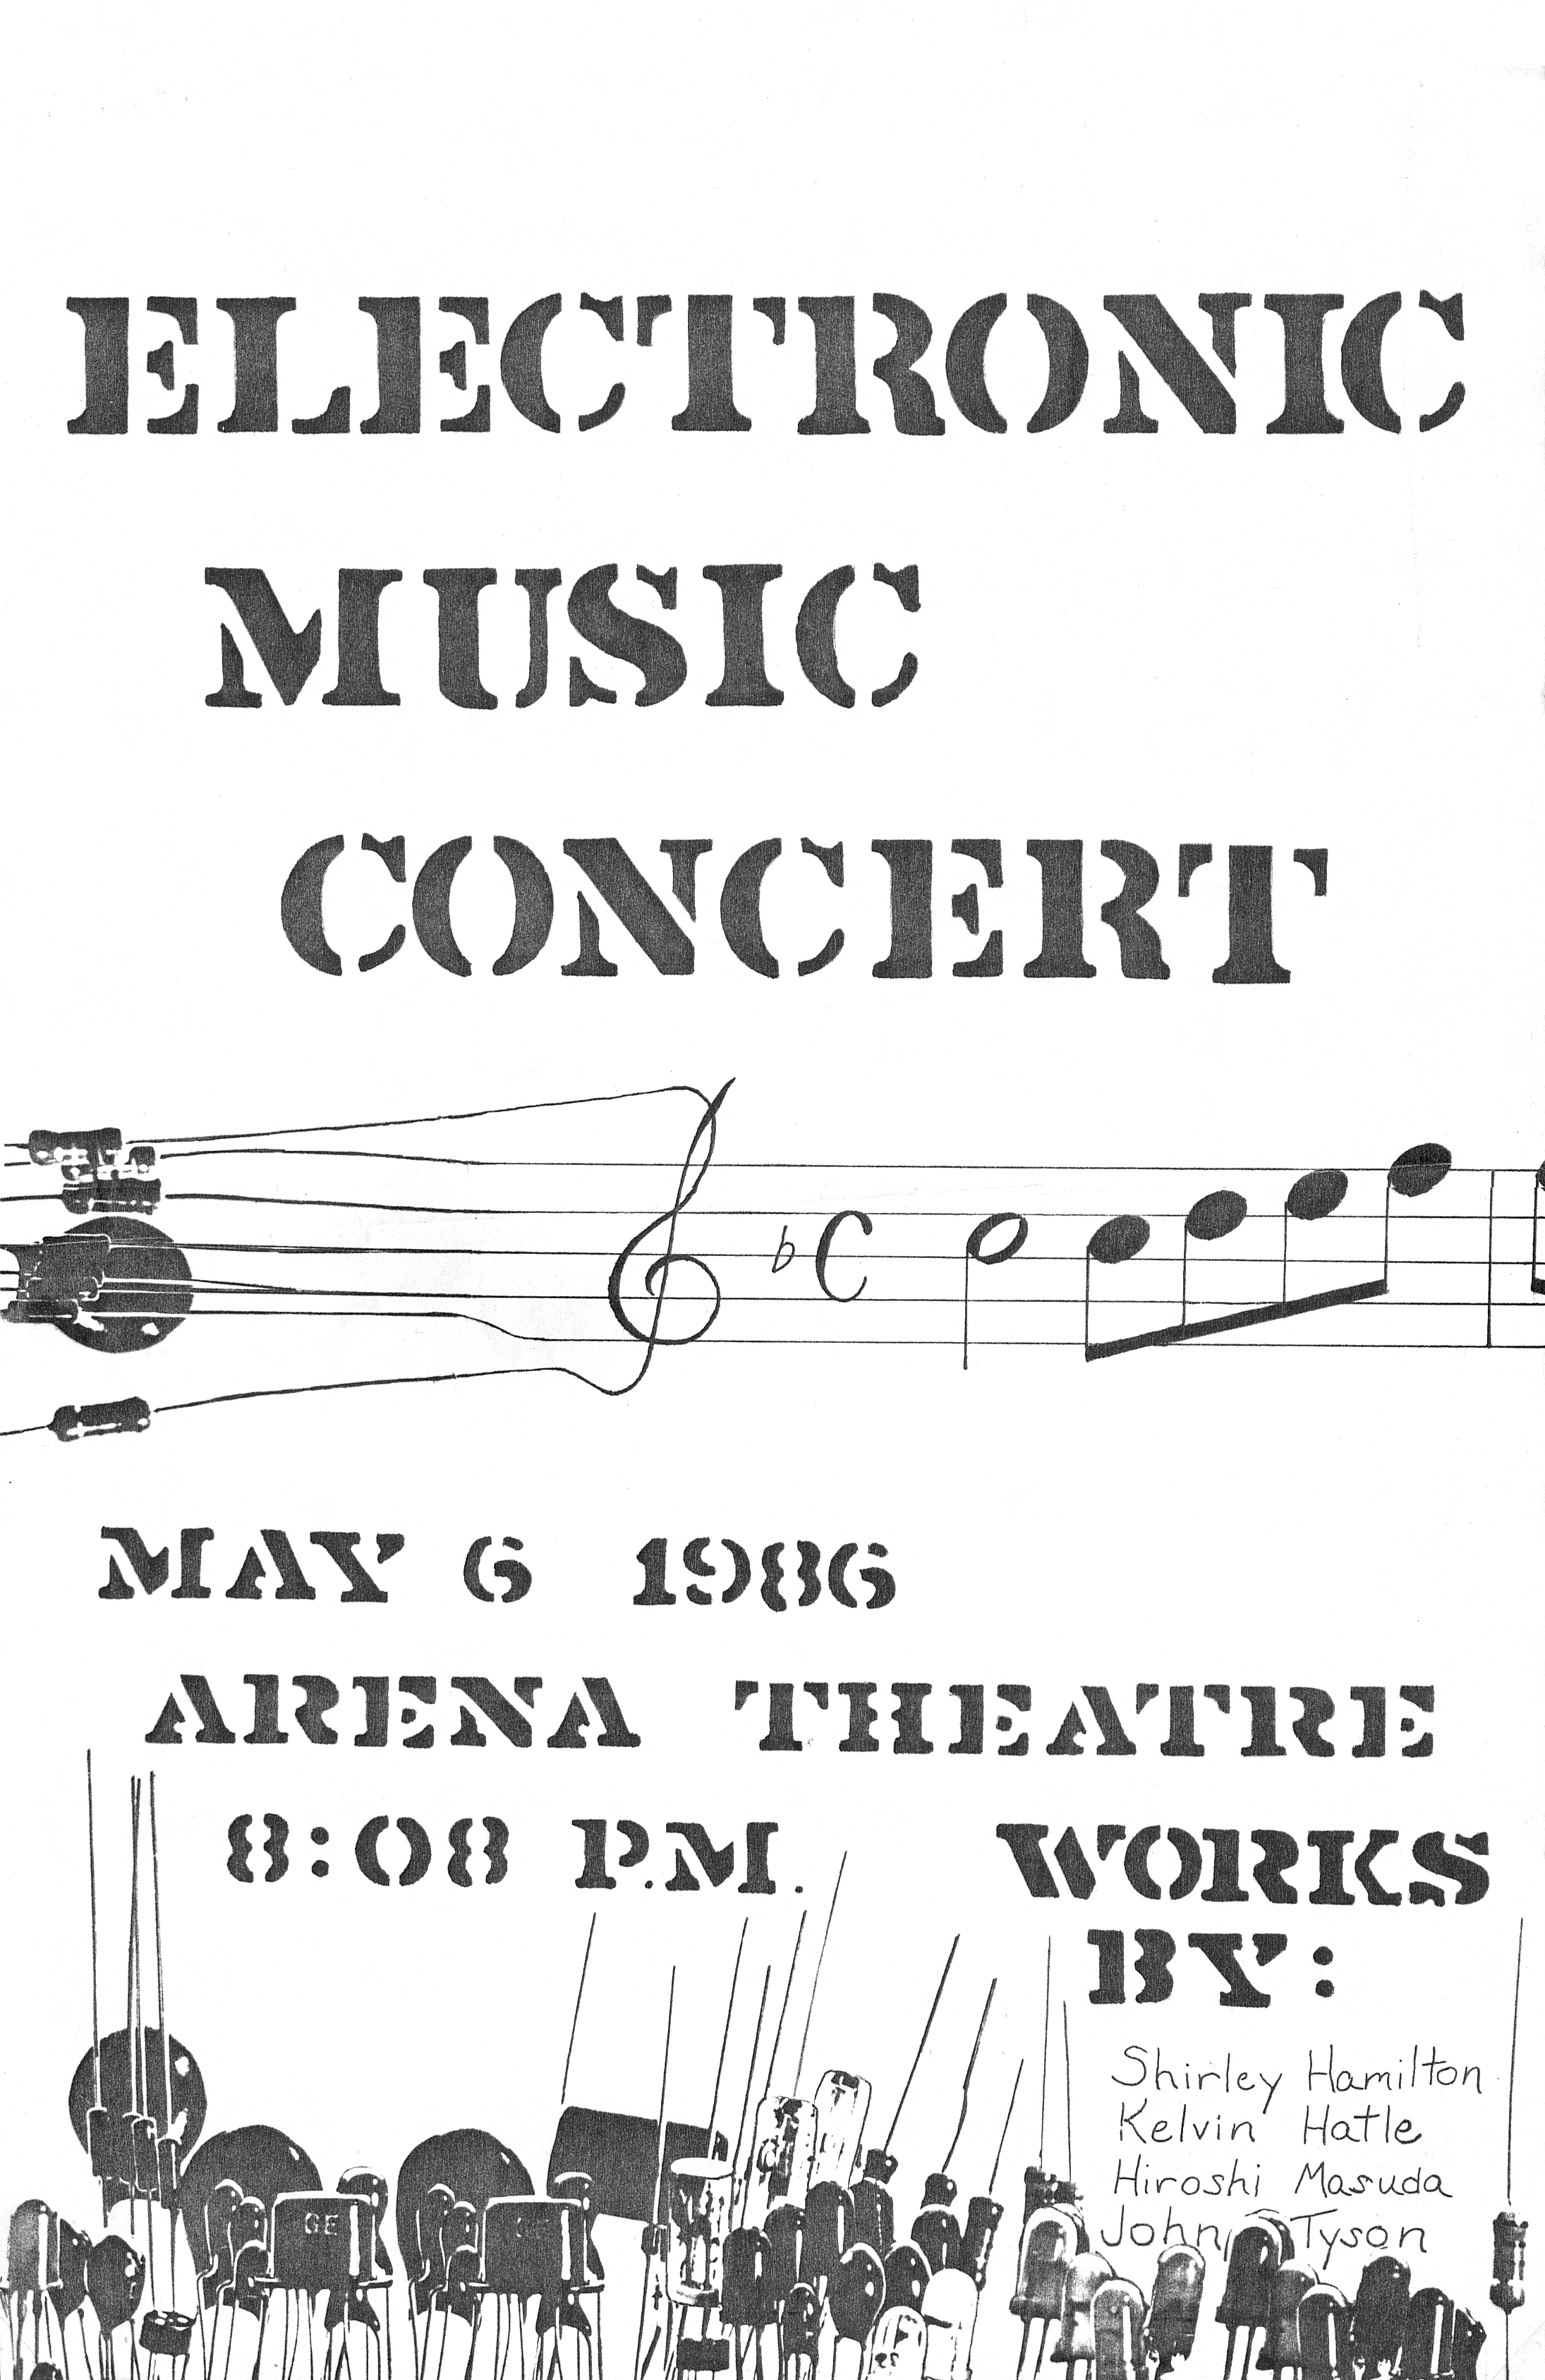 ELECTRONIC
MUSIC
CONCERT
MAY 6 1986
ARENA THEATRE
8:08 P.M.
WORKS
BY:
Shirley Hamilton
Kelvin Hatle
Hiroshi Masuda
John Tyson
GE